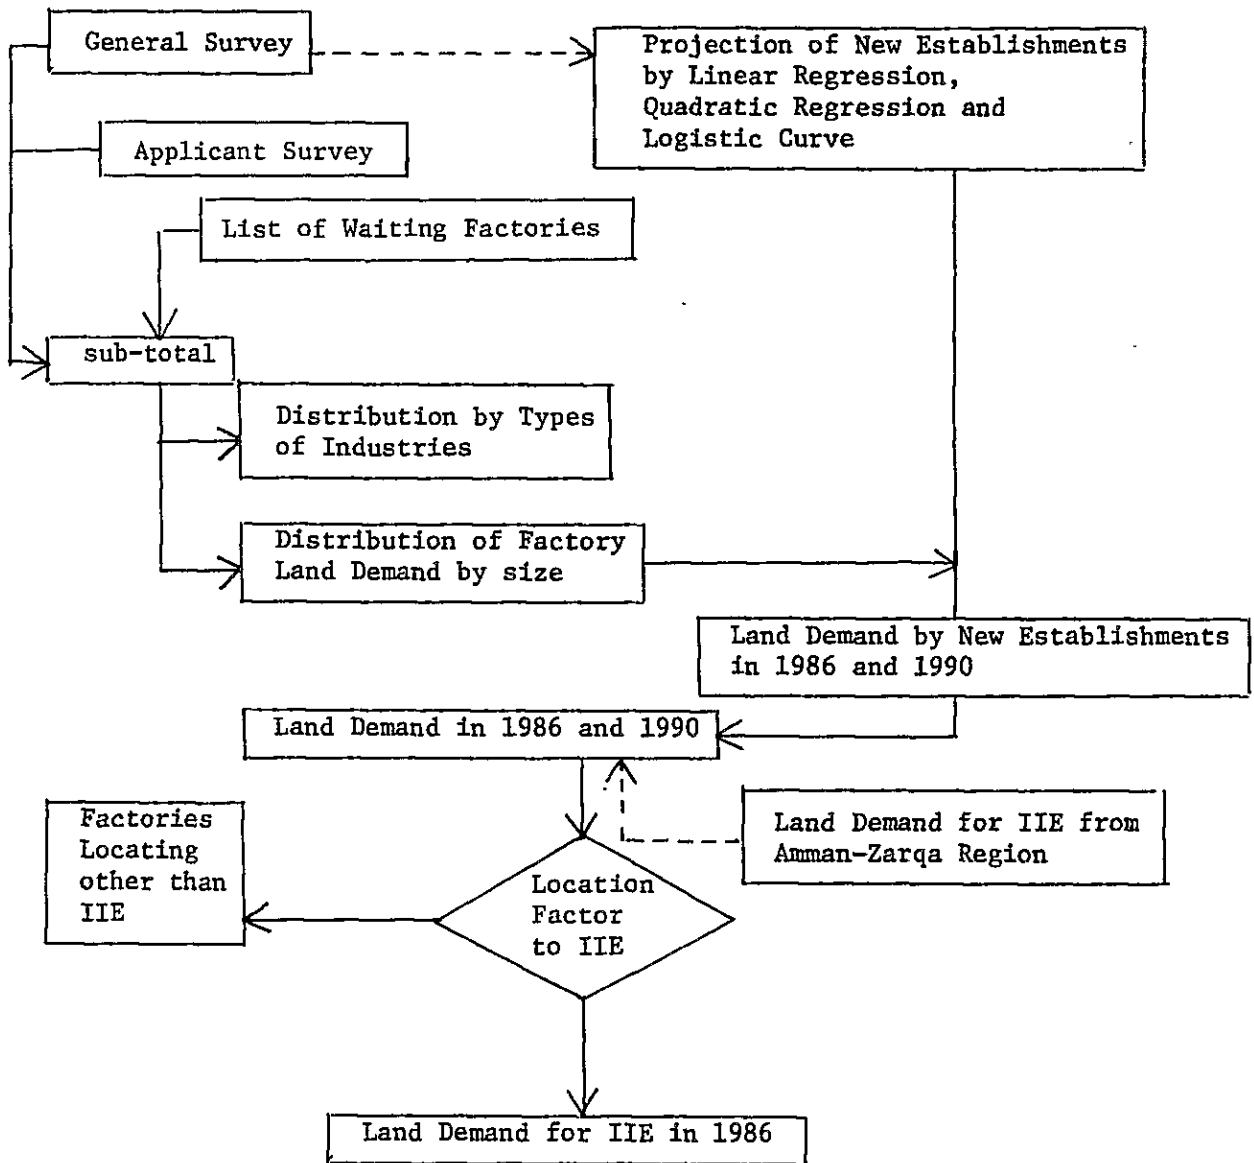 General Survey
Projection of New Establishments
by Linear Regression,
Quadratic Regression and
Logistic Curve
Applicant Survey
List of Waiting Factories
sub-total
Distribution by Types
of Industries
Distribution of Factory
Land Demand by size
Land Demand by New Establishments
in 1986 and 1990
Land Demand in 1986 and 1990
Factories
Locating
other than
IIE
Land Demand for IIE from
Amman-Zarqa Region
Location
Factor
to IIE
Land Demand for IIE in 1986